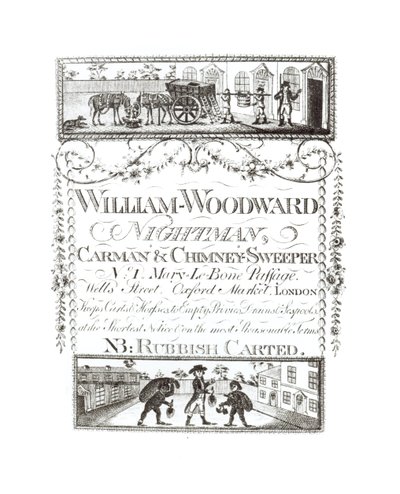 WILLIAM-WOODWARD
NIGHTMAN,
CARMAN & CHIMNEY-SWEEPER
No. 1 Mary-Le-Bone Passage.
Wells Street Oxford Market, LONDON
Keeps Carts & Horses to Empty Privies Drains & Cespools
at the Shortest Notice & on the most Reasonable Terms
NB: RUBBISH CARTED.